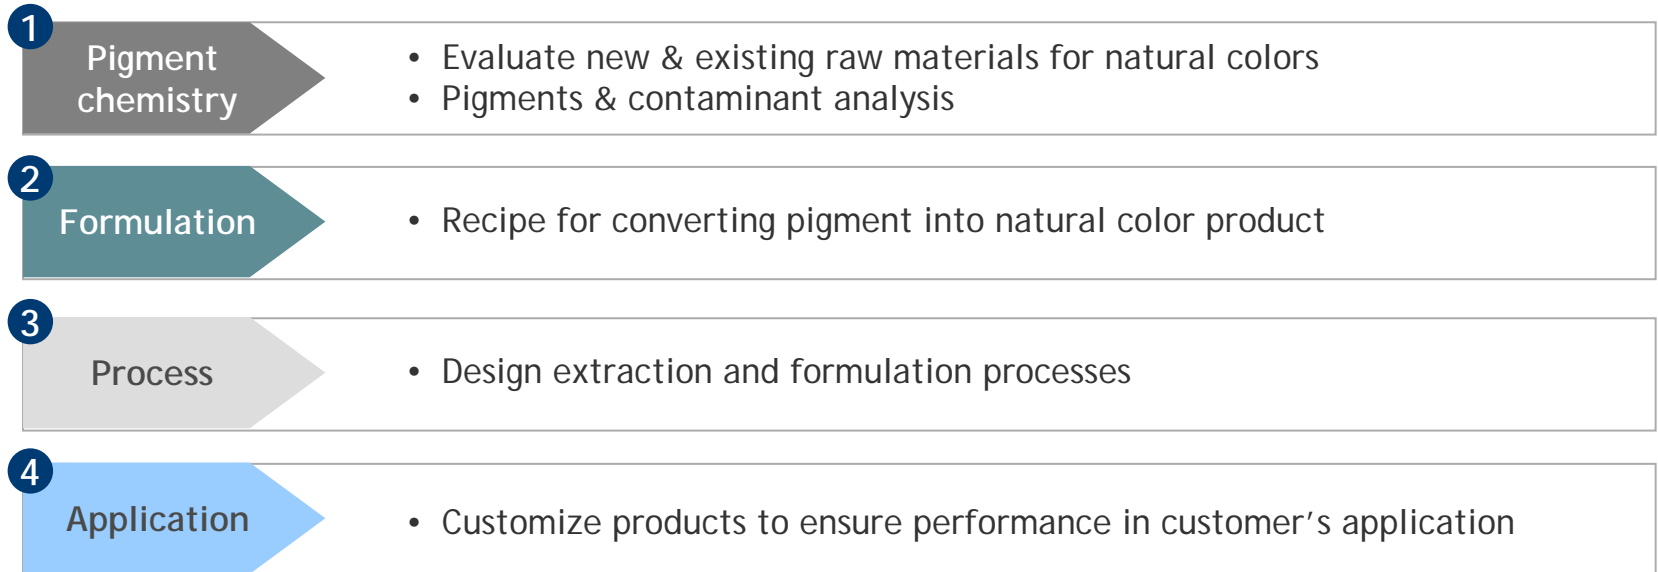 1
Pigment
chemistry
• Evaluate new & existing raw materials for natural colors
• Pigments & contaminant analysis
2
Formulation
• Recipe for converting pigment into natural color product
3
Process
• Design extraction and formulation processes
4
Application
• Customize products to ensure performance in customer’s application